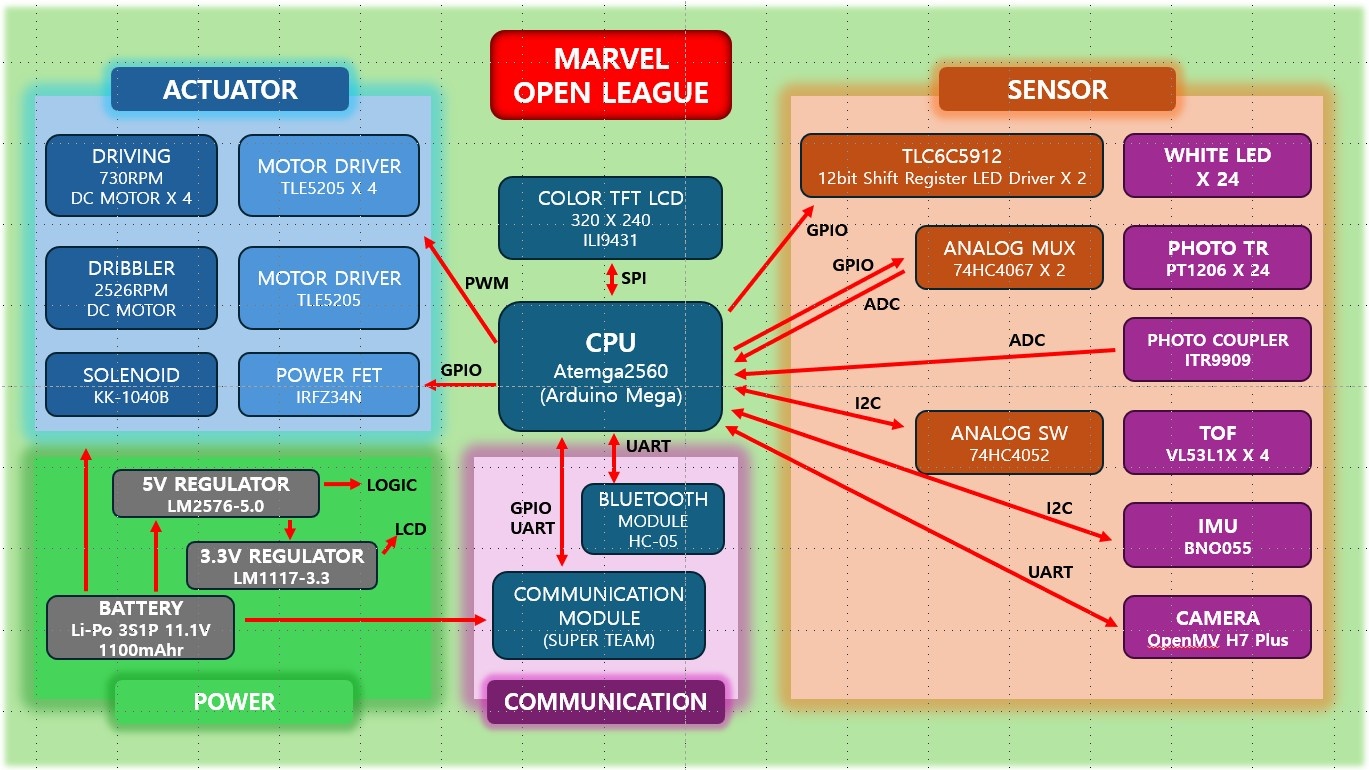 MARVEL
OPEN LEAGUE
ACTUATOR
DRIVING
730RPM
DC MOTOR X 4
MOTOR DRIVER
TLE5205 X 4
DRIBBLER
2526RPM
DC MOTOR
MOTOR DRIVER
TLE5205
SOLENOID
KK-1040B
POWER FET
IRFZ34N
PWM
GPIO
COLOR TFT LCD
320 X 240
ILI9431
SPI
CPU
Atemga2560
(Arduino Mega)
SENSOR
TLC6C5912
12bit Shift Register LED Driver X 2
WHITE LED
X 24
GPIO
ANALOG MUX
74HC4067 X 2
PHOTO TR
PT1206 X 24
GPIO
ADC
PHOTO COUPLER
ITR9909
ADC
I2C
ANALOG SW
74HC4052
TOF
VL53L1X X 4
I2C
IMU
BNO055
UART
CAMERA
OpenMV H7 Plus
5V REGULATOR
LM2576-5.0
LOGIC
3.3V REGULATOR
LM1117-3.3
LCD
BATTERY
Li-Po 3S1P 11.1V
1100mAhr
POWER
UART
GPIO
UART
BLUETOOTH
MODULE
HC-05
COMMUNICATION
MODULE
(SUPER TEAM)
COMMUNICATION